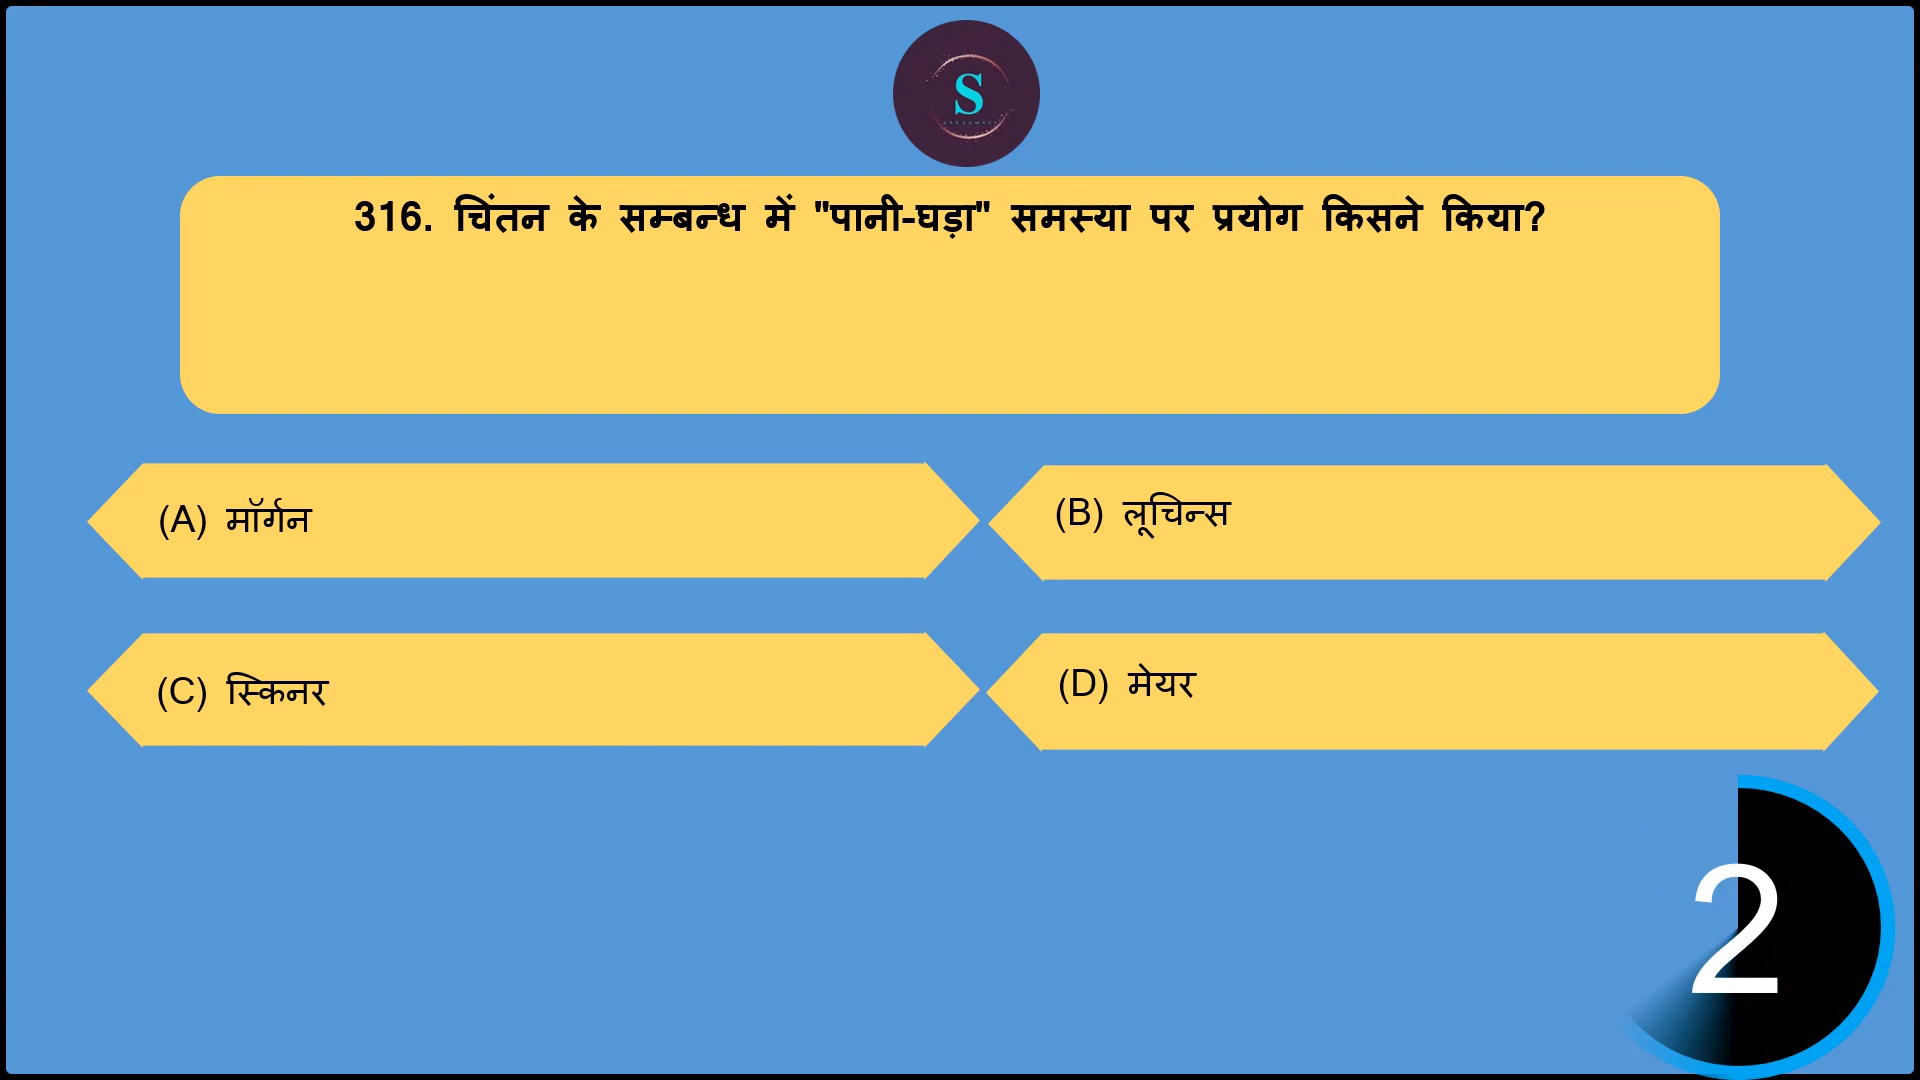 S
316. चिंतन के सम्बन्ध में "पानी-घड़ा" समस्या पर प्रयोग किसने किया?
(A) मॉर्गन
(B) लूचिन्स
(C) स्किनर
(D) मेयर
2